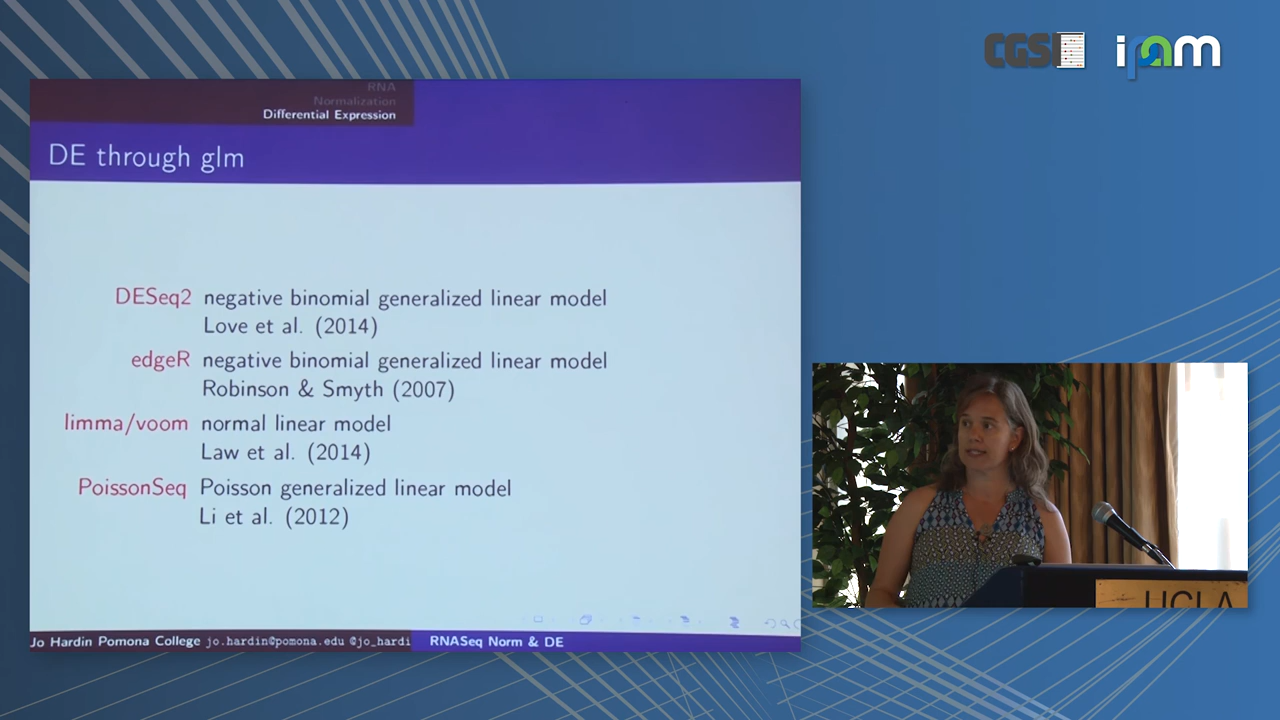 CGSI
ipam
RNA
Normalization
Differential Expression
DE through glm
DESeq2 negative binomial generalized linear model
Love et al. (2014)
edgeR negative binomial generalized linear model
Robinson & Smyth (2007)
limma/voom normal linear model
Law et al. (2014)
PoissonSeq Poisson generalized linear model
Li et al. (2012)
Jo Hardin Pomona College jo.hardin@pomona.edu @jo_hardi
RNASeq Norm & DE
UCLA